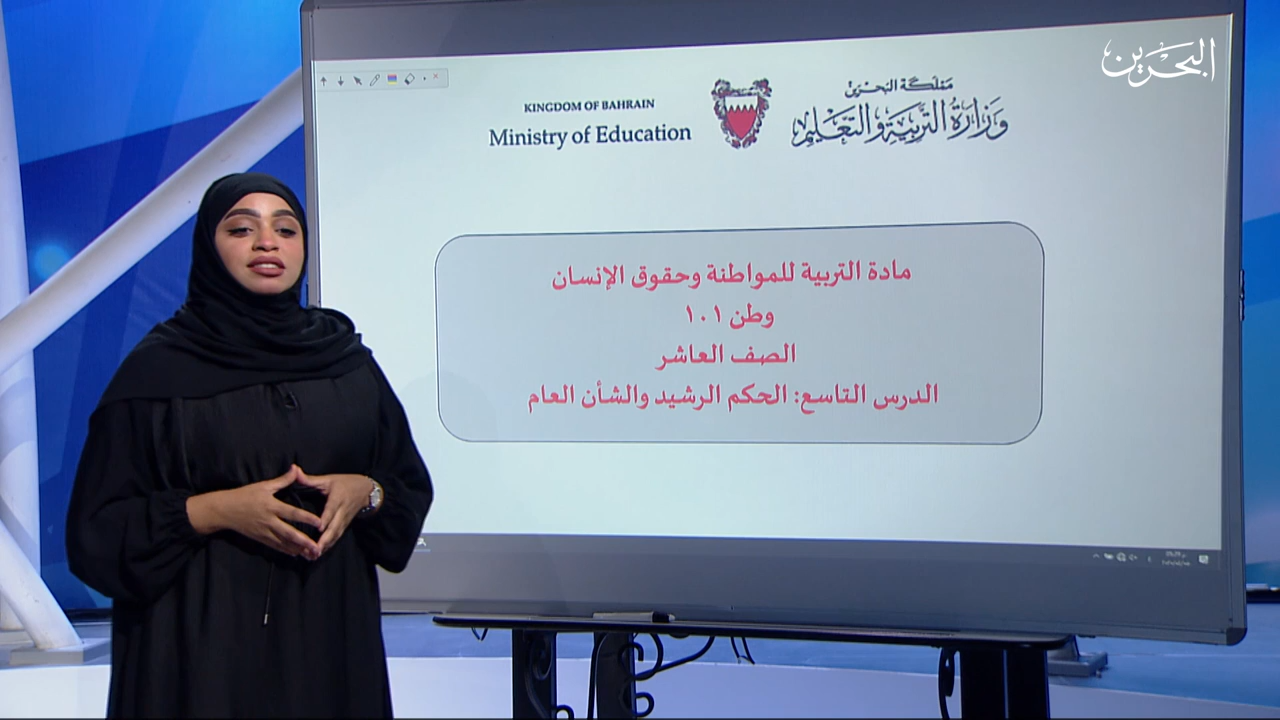 البحرين
KINGDOM OF BAHRAIN
Ministry of Education
مملكة البحرين
وزارة التربية والتعليم
مادة التربية للمواطنة وحقوق الإنسان
وطن ١٠١
الصف العاشر
الدرس التاسع: الحكم الرشيد والشأن العام